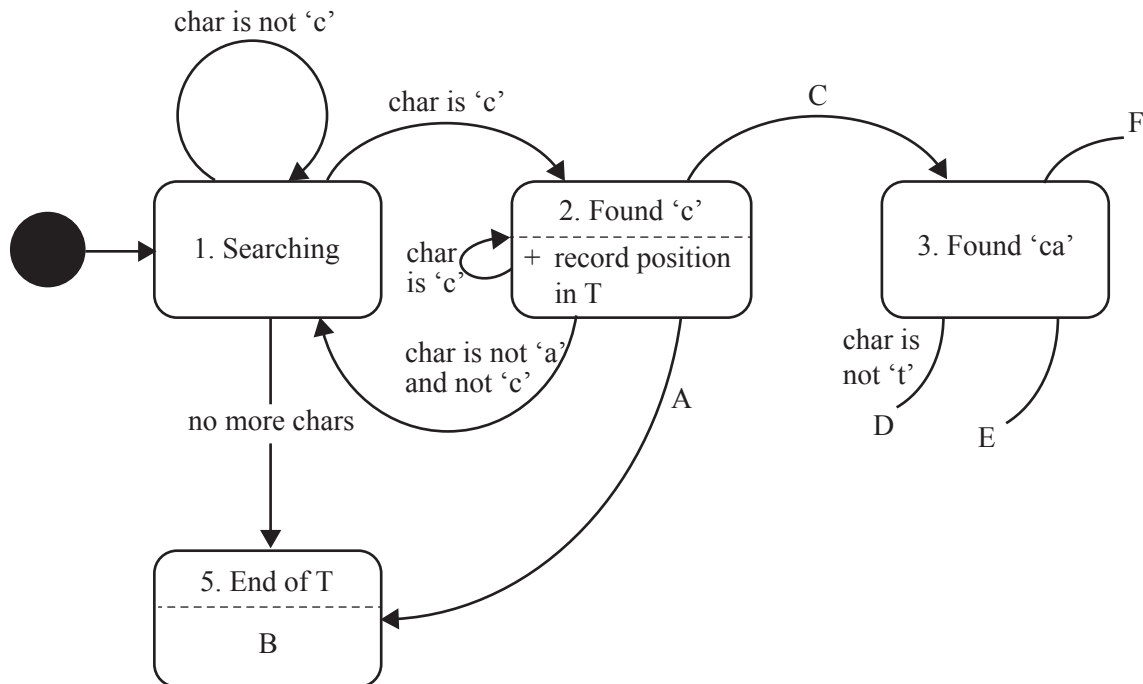 char is not ‘c’
char is ‘c’
C
F
1. Searching
2. Found ‘c’
+ record position
in T
char
is ‘c’
3. Found ‘ca’
char is not ‘a’
and not ‘c’
char is
not ‘t’
A
D
E
no more chars
5. End of T
B